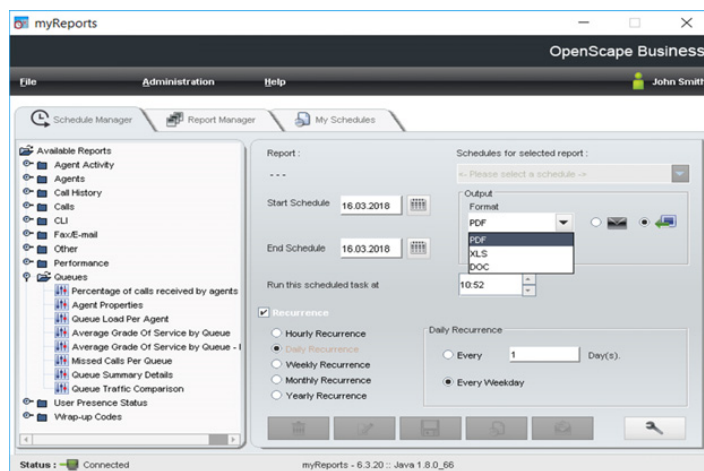 myReports
OpenScape Business
File Administration Help John Smith
Schedule Manager Report Manager My Schedules
Available Reports
Agent Activity
Agents
Call History
Calls
CLI
Fax/E-mail
Other
Performance
Queues
Percentage of calls received by agents
Agent Properties
Queue Load Per Agent
Average Grade Of Service by Queue
Average Grade Of Service by Queue - I
Missed Calls Per Queue
Queue Summary Details
Queue Traffic Comparison
User Presence Status
Wrap-up Codes
Report :
---
Schedules for selected report :
<- Please select a schedule ->
Start Schedule 16.03.2018
End Schedule 16.03.2018
Output
Format
PDF
PDF
XLS
DOC
Run this scheduled task at 10:52
Recurrence
Hourly Recurrence
Daily Recurrence
Weekly Recurrence
Monthly Recurrence
Yearly Recurrence
Daily Recurrence
Every 1 Day(s).
Every Weekday
Status : Connected
myReports - 6.3.20 :: Java 1.8.0_66